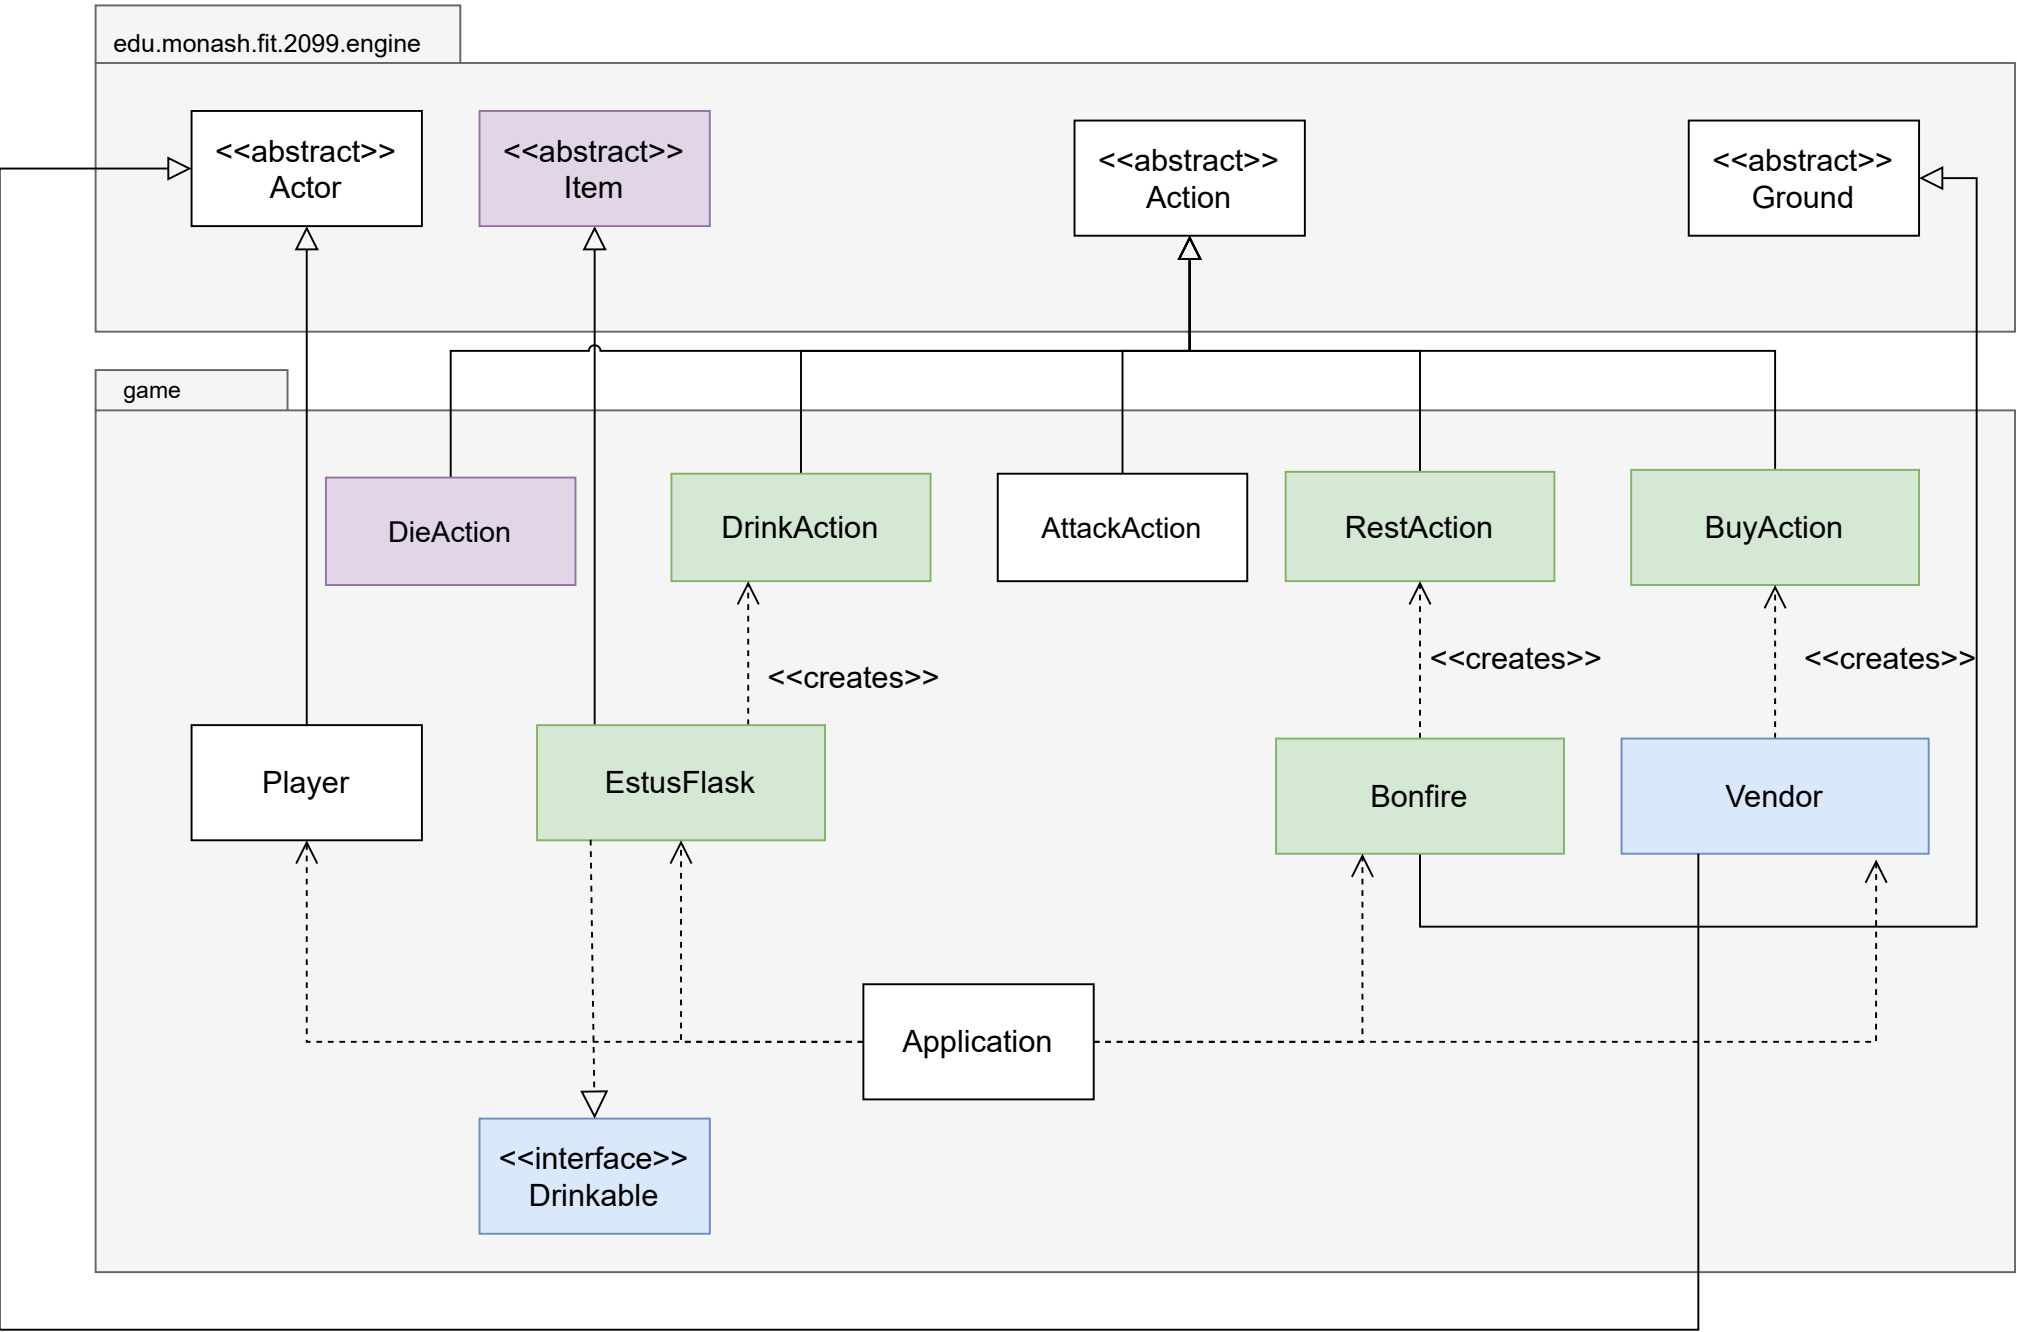 edu.monash.fit.2099.engine
<<abstract>>
Actor
<<abstract>>
Item
<<abstract>>
Action
<<abstract>>
Ground
game
DieAction
DrinkAction
AttackAction
RestAction
BuyAction
<<creates>>
<<creates>>
<<creates>>
Player
EstusFlask
Bonfire
Vendor
Application
<<interface>>
Drinkable